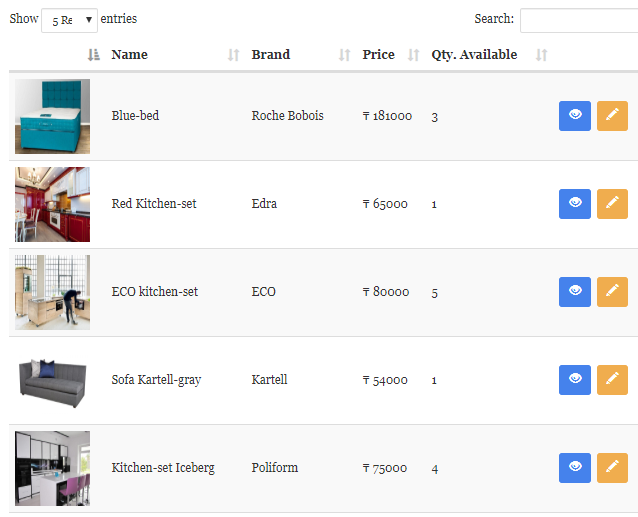 Show 5 Re entries Search:
Name Brand Price Qty. Available
Blue-bed Roche Bobois ₸ 181000 3
Red Kitchen-set Edra ₸ 65000 1
ECO kitchen-set ECO ₸ 80000 5
Sofa Kartell-gray Kartell ₸ 54000 1
Kitchen-set Iceberg Poliform ₸ 75000 4